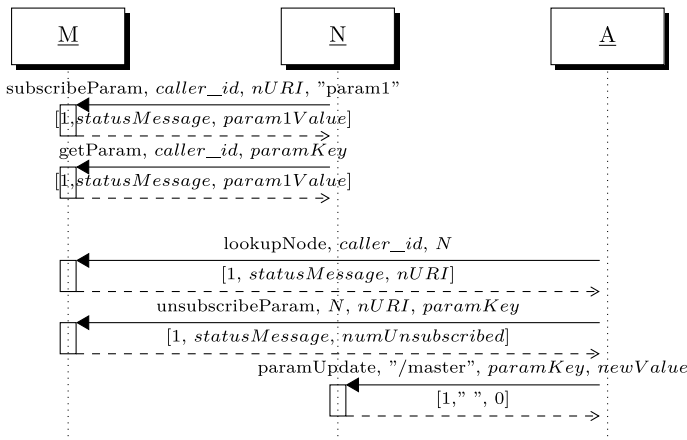 M N A
subscribeParam, caller_id, nURI, "param1"
[1,statusMessage, param1Value]
getParam, caller_id, paramKey
[1,statusMessage, param1Value]
lookupNode, caller_id, N
[1, statusMessage, nURI]
unsubscribeParam, N, nURI, paramKey
[1, statusMessage, numUnsubscribed]
paramUpdate, "/master", paramKey, newValue
[1," ", 0]